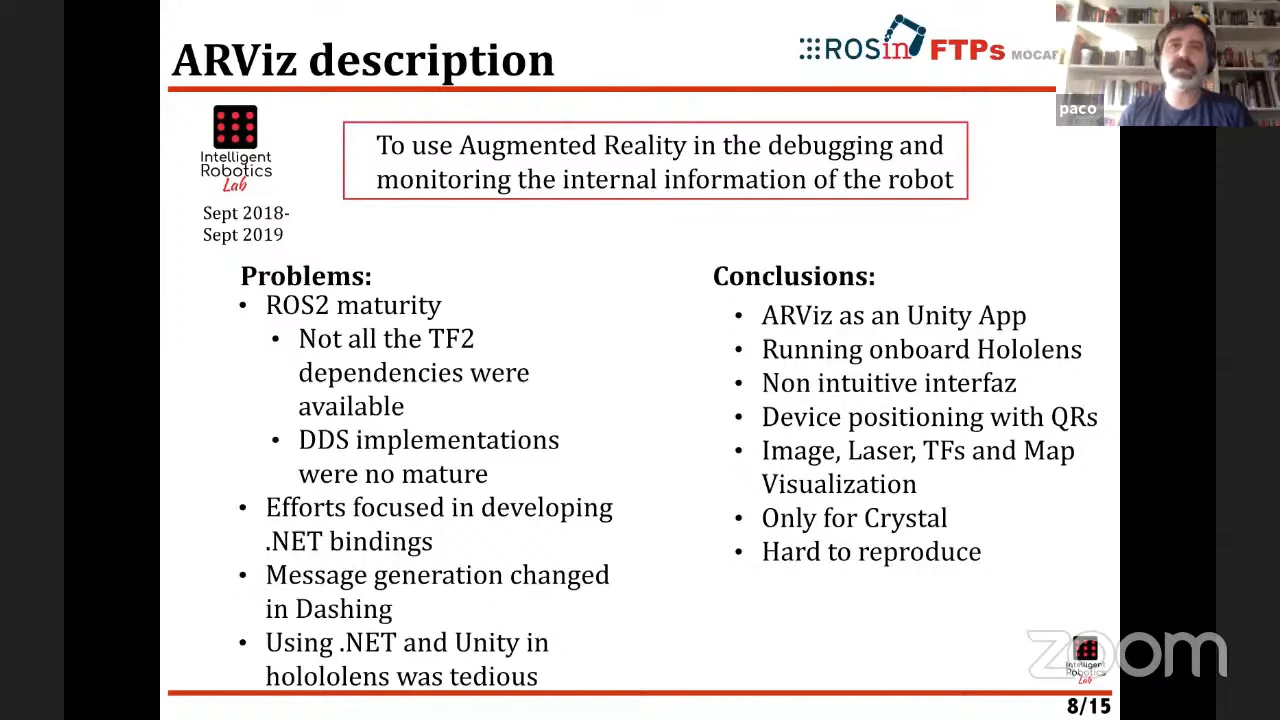 ARViz description
ROSin FTPs
paco
Intelligent
Robotics
Lab
To use Augmented Reality in the debugging and
monitoring the internal information of the robot
Sept 2018-
Sept 2019
Problems:
• ROS2 maturity
• Not all the TF2
dependencies were
available
• DDS implementations
were no mature
• Efforts focused in developing
.NET bindings
• Message generation changed
in Dashing
• Using .NET and Unity in
holololens was tedious
Conclusions:
• ARViz as an Unity App
• Running onboard Hololens
• Non intuitive interfaz
• Device positioning with QRs
• Image, Laser, TFs and Map
Visualization
• Only for Crystal
• Hard to reproduce
zoom
Intelligent
Robotics
Lab
8/15